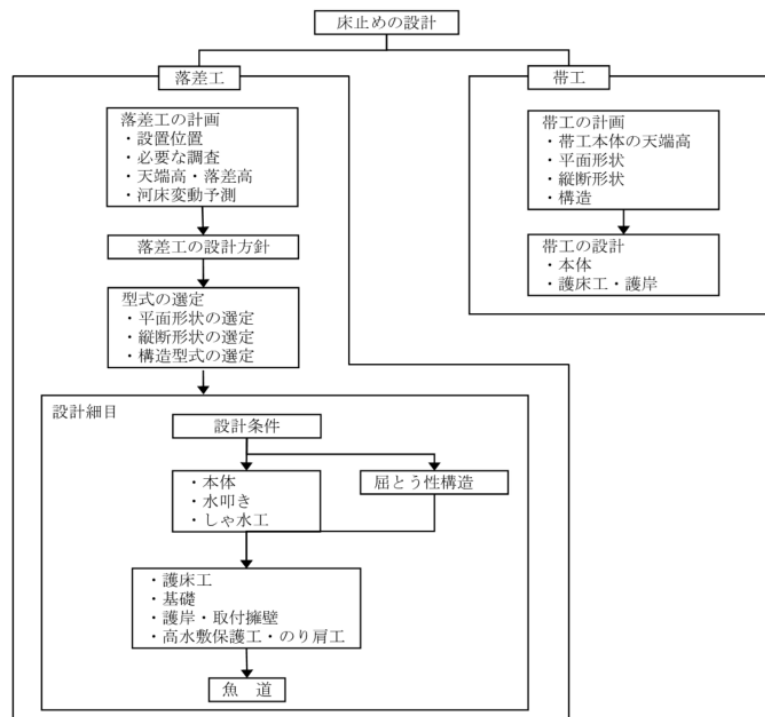 床止めの設計
落差工
落差工の計画
・設置位置
・必要な調査
・天端高・落差高
・河床変動予測
落差工の設計方針
型式の選定
・平面形状の選定
・縦断形状の選定
・構造型式の選定
設計細目
設計条件
・本体
・水叩き
・しゃ水工
屈とう性構造
・護床工
・基礎
・護岸・取付擁壁
・高水敷保護工・のり肩工
魚　道
帯工
帯工の計画
・帯工本体の天端高
・平面形状
・縦断形状
・構造
帯工の設計
・本体
・護床工・護岸